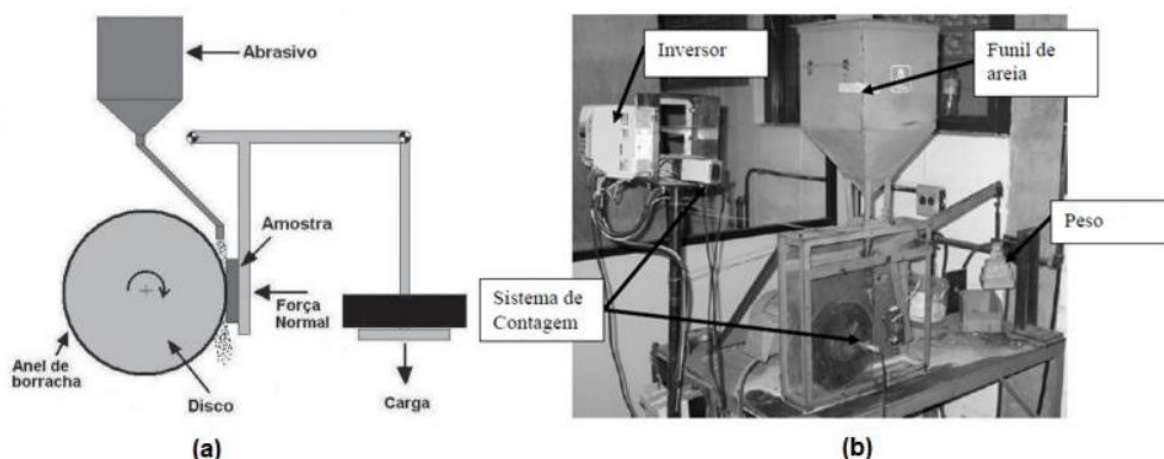 Abrasivo
Amostra
Força
Normal
Anel de
borracha
Disco
Carga
(a)
Inversor
Funil de
areia
Peso
Sistema de
Contagem
(b)